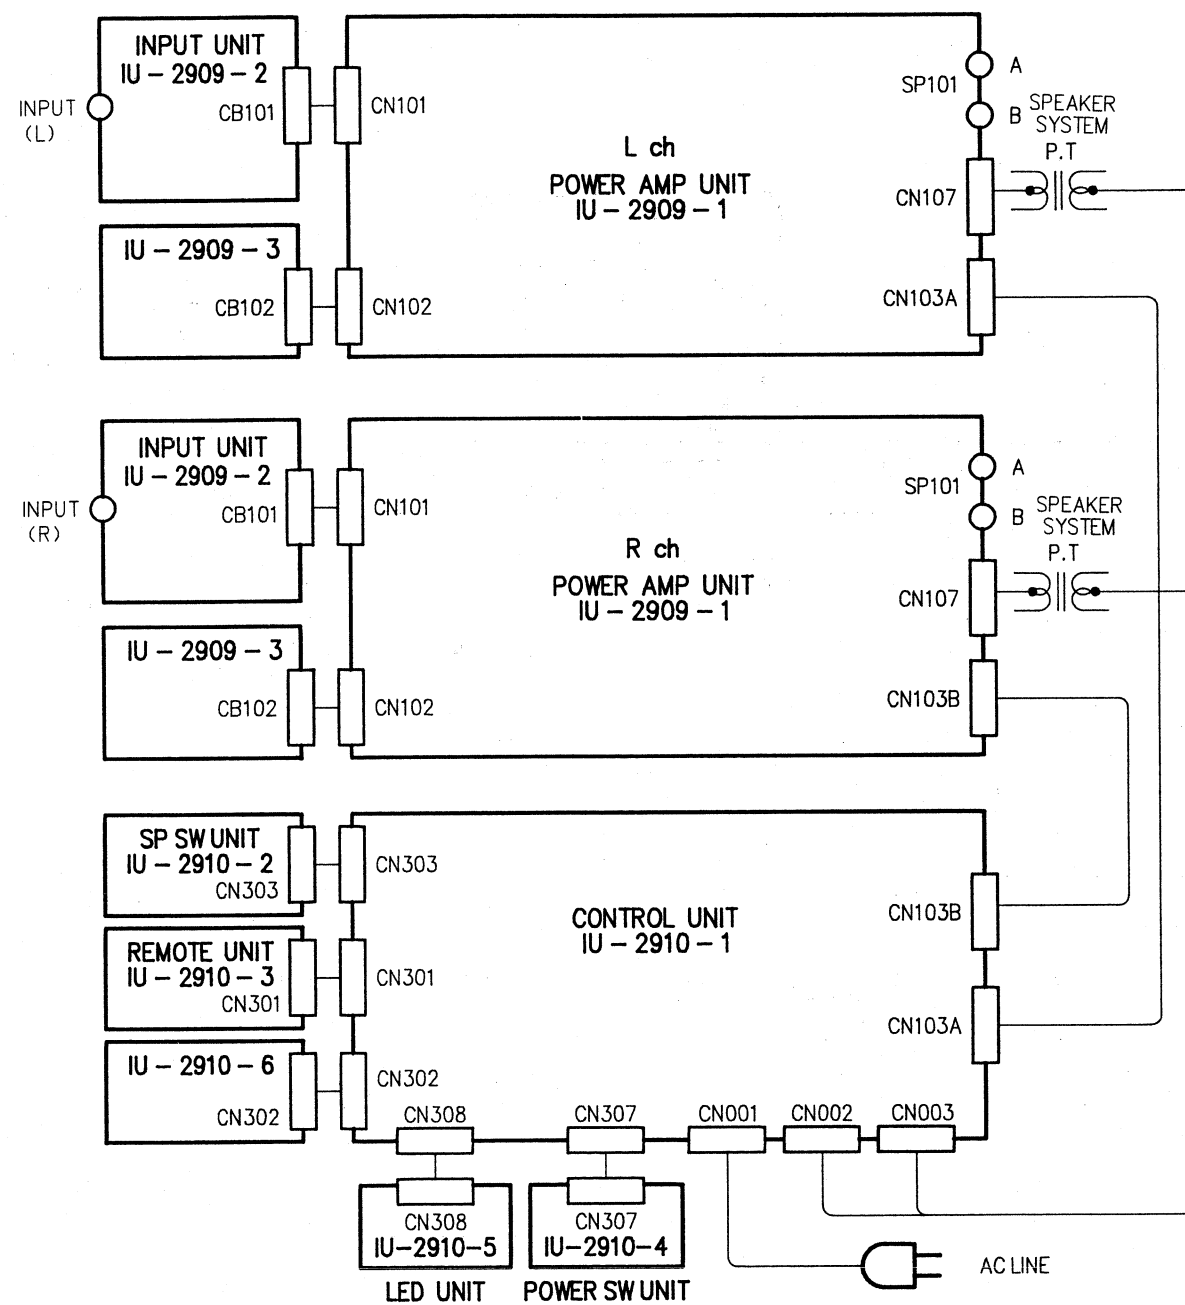 INPUT UNIT
IU-2909-2
INPUT
(L)
CB101
CN101
L ch
POWER AMP UNIT
IU-2909-1
SP101
A
B
SPEAKER
SYSTEM
P.T
CN107
IU-2909-3
CB102
CN102
CN103A
INPUT UNIT
IU-2909-2
INPUT
(R)
CB101
CN101
R ch
POWER AMP UNIT
IU-2909-1
SP101
A
B
SPEAKER
SYSTEM
P.T
CN107
IU-2909-3
CB102
CN102
CN103B
SP SW UNIT
IU-2910-2
CN303
CN303
CONTROL UNIT
IU-2910-1
CN103B
REMOTE UNIT
IU-2910-3
CN301
CN301
CN103A
IU-2910-6
CN302
CN302
CN308
CN307
CN001
CN002
CN003
CN308
IU-2910-5
LED UNIT
CN307
IU-2910-4
POWER SW UNIT
AC LINE